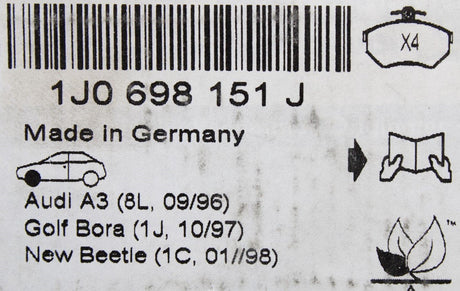 X4
1J0 698 151 J
Made in Germany
Audi A3 (8L, 09/96)
Golf Bora (1J, 10/97)
New Beetle (1C, 01//98)
TM